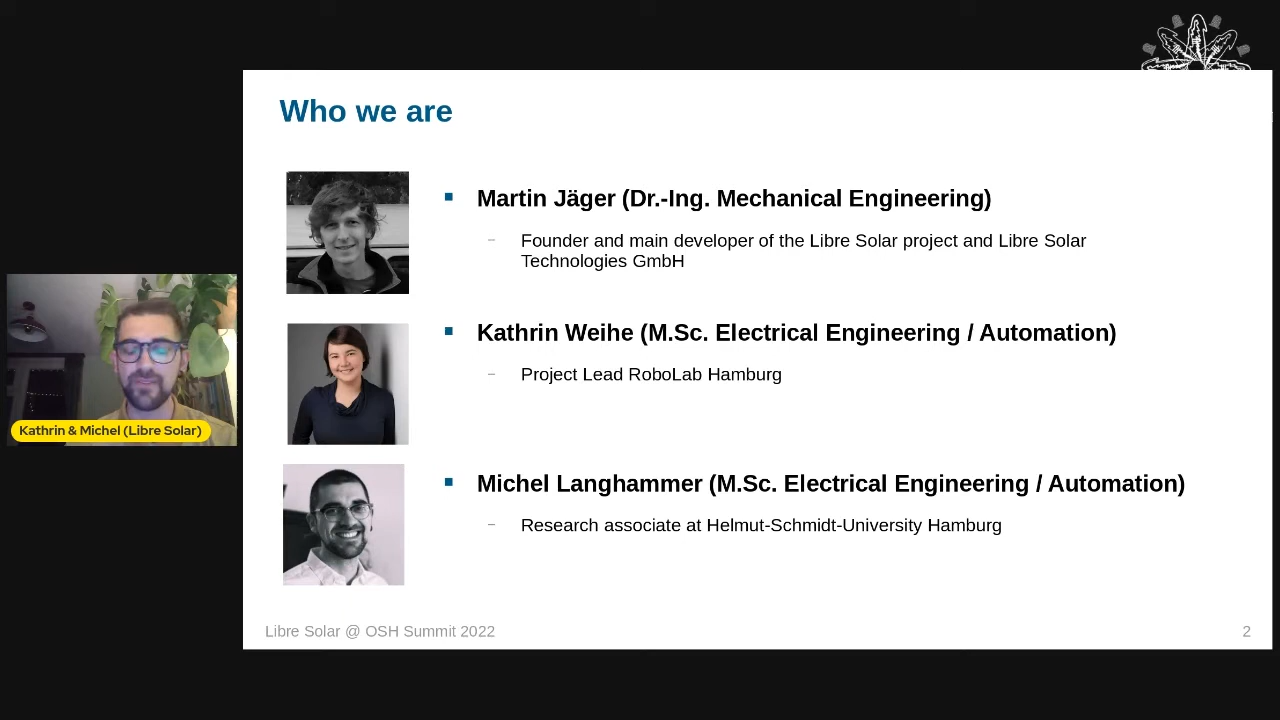 Who we are
Martin Jäger (Dr.-Ing. Mechanical Engineering)
Founder and main developer of the Libre Solar project and Libre Solar
Technologies GmbH
Kathrin Weihe (M.Sc. Electrical Engineering / Automation)
Project Lead RoboLab Hamburg
Michel Langhammer (M.Sc. Electrical Engineering / Automation)
Research associate at Helmut-Schmidt-University Hamburg
Libre Solar @ OSH Summit 2022
2
Kathrin & Michel (Libre Solar)